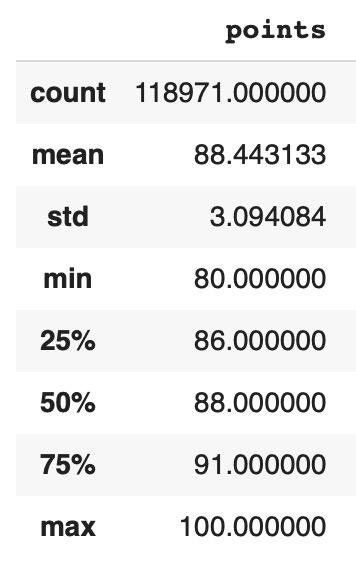 points
count 118971.000000
mean 88.443133
std 3.094084
min 80.000000
25% 86.000000
50% 88.000000
75% 91.000000
max 100.000000